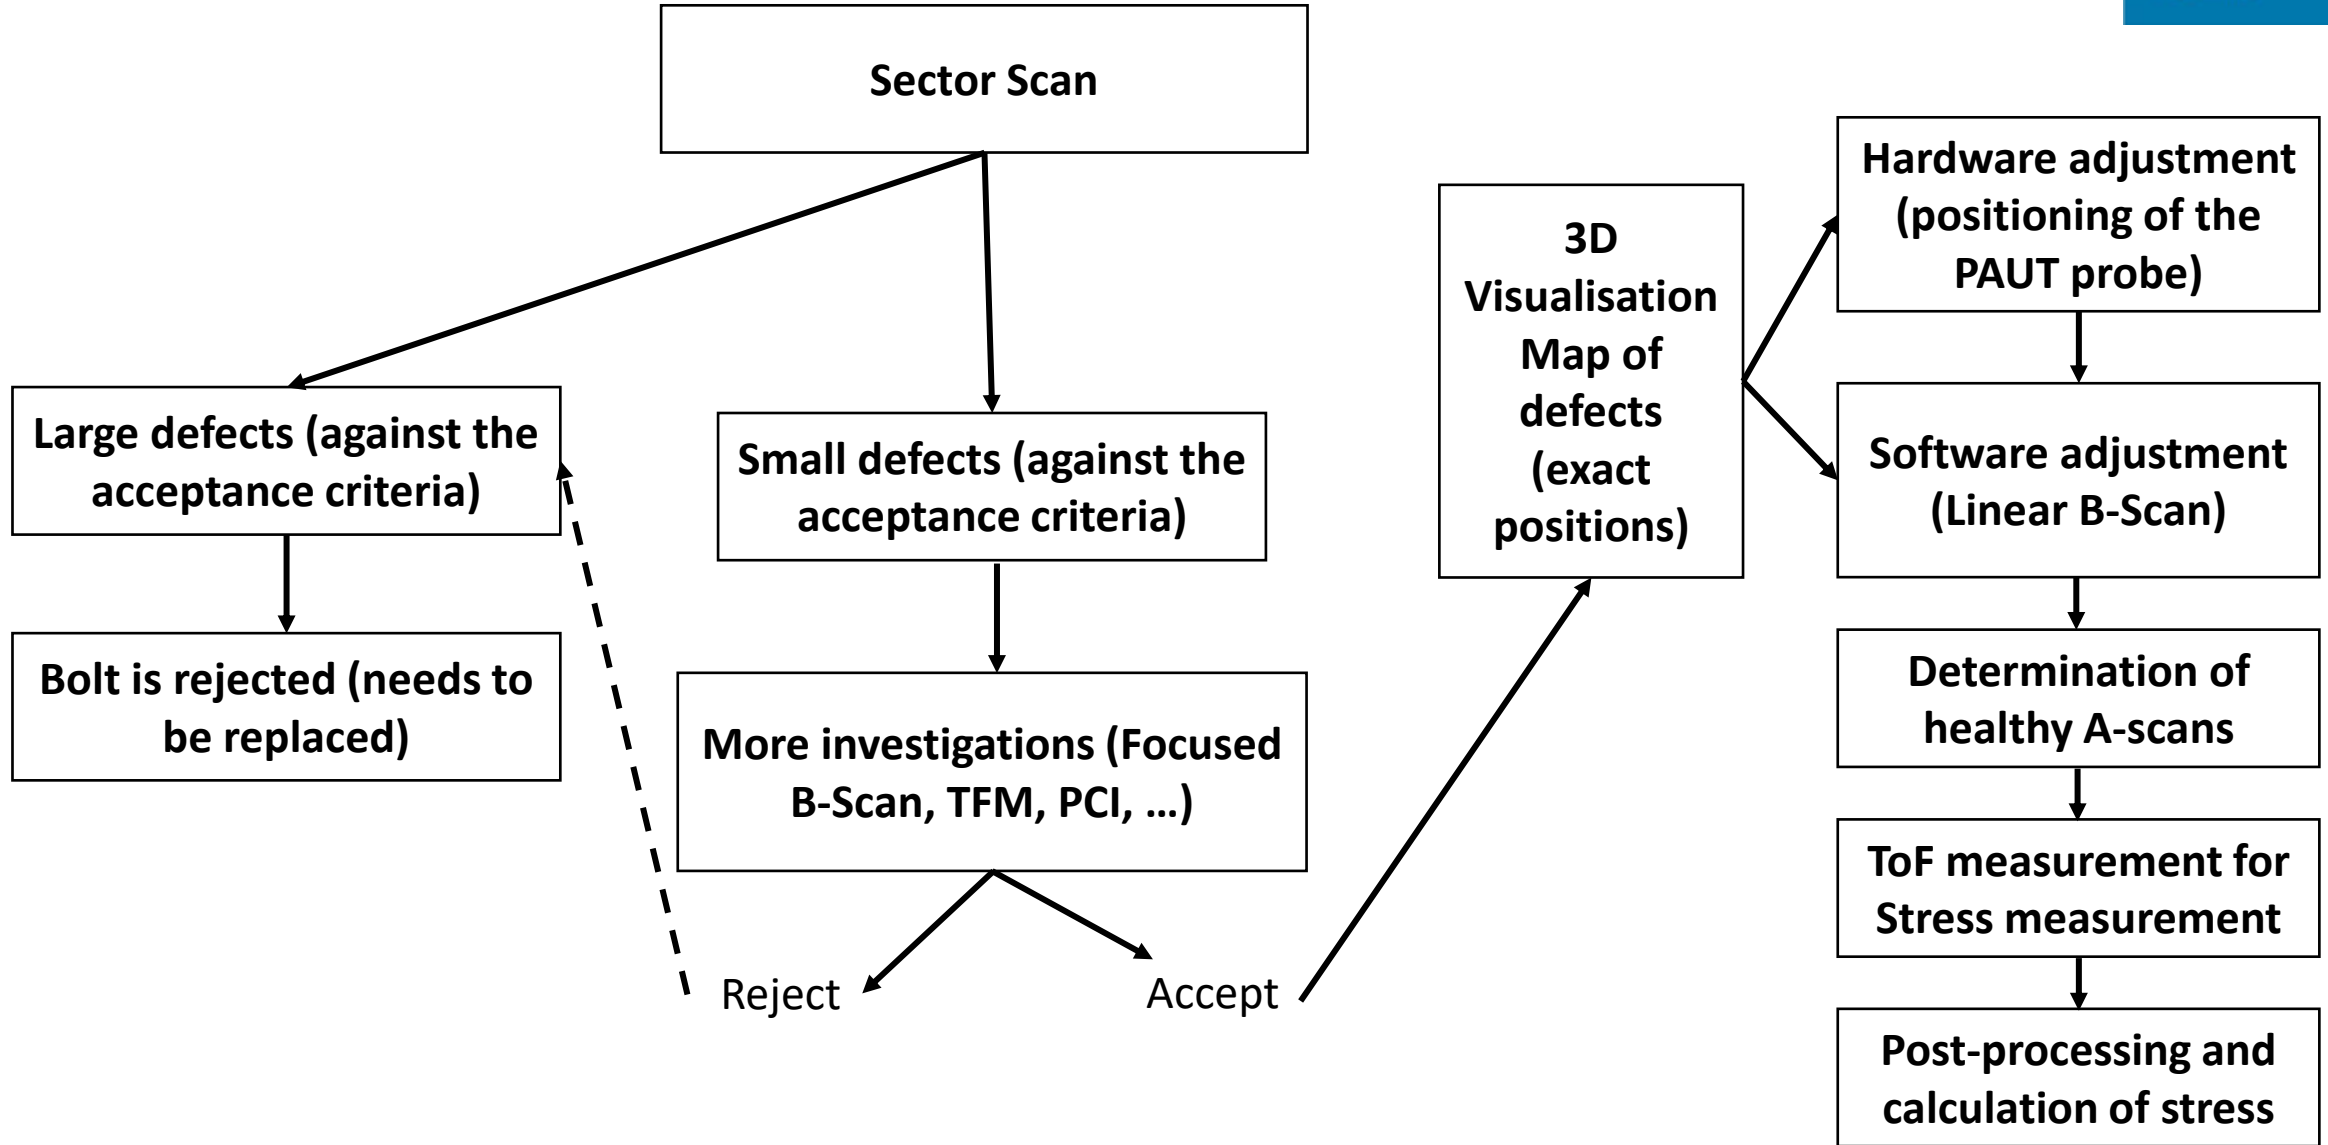 Sector Scan
Large defects (against the
acceptance criteria)
Bolt is rejected (needs to
be replaced)
Small defects (against the
acceptance criteria)
More investigations (Focused
B-Scan, TFM, PCI, …)
Reject
Accept
3D
Visualisation
Map of
defects
(exact
positions)
Hardware adjustment
(positioning of the
PAUT probe)
Software adjustment
(Linear B-Scan)
Determination of
healthy A-scans
ToF measurement for
Stress measurement
Post-processing and
calculation of stress